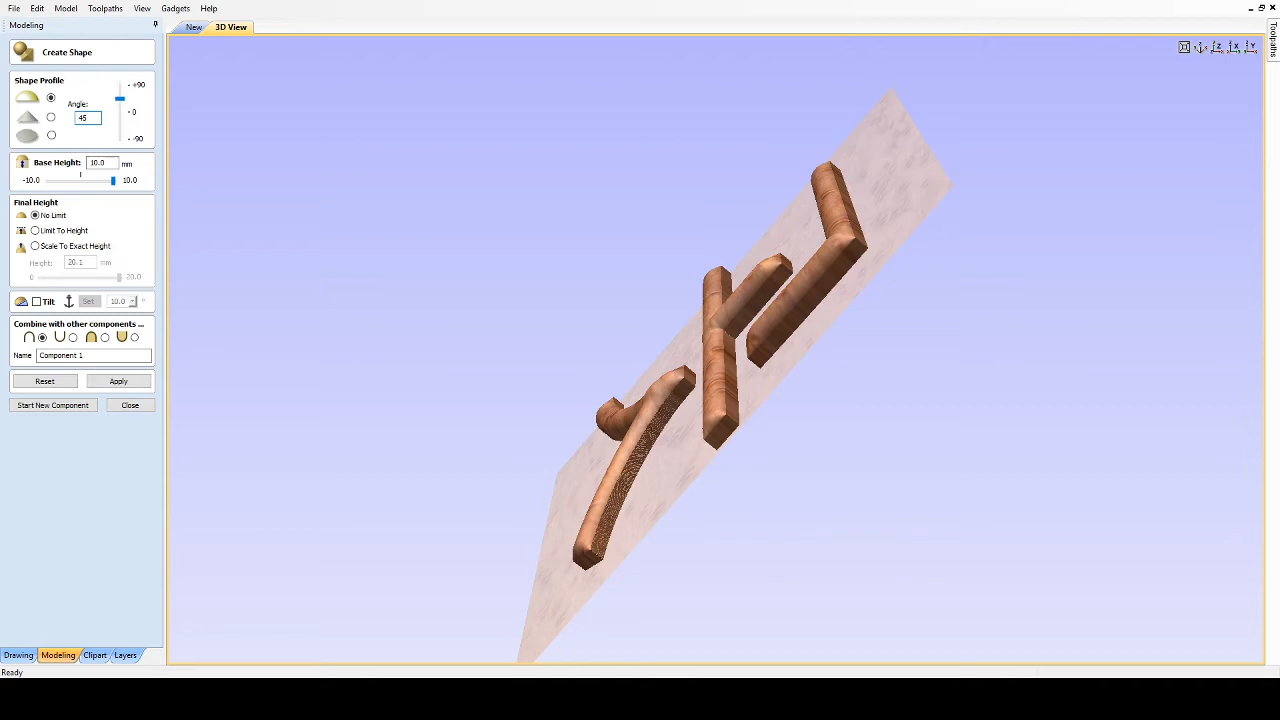 File Edit Model Toolpaths View Gadgets Help
Modeling
New 3D View
Toolpaths
Create Shape
Shape Profile
+90
Angle:
0
45
-90
Base Height: 10.0 mm
-10.0 10.0
Final Height
No Limit
Limit To Height
Scale To Exact Height
Height: 20.1 mm
0 20.0
Tilt Set 10.0 °
Combine with other components ...
Name Component 1
Reset Apply
Start New Component Close
Drawing Modeling Clipart Layers
Ready